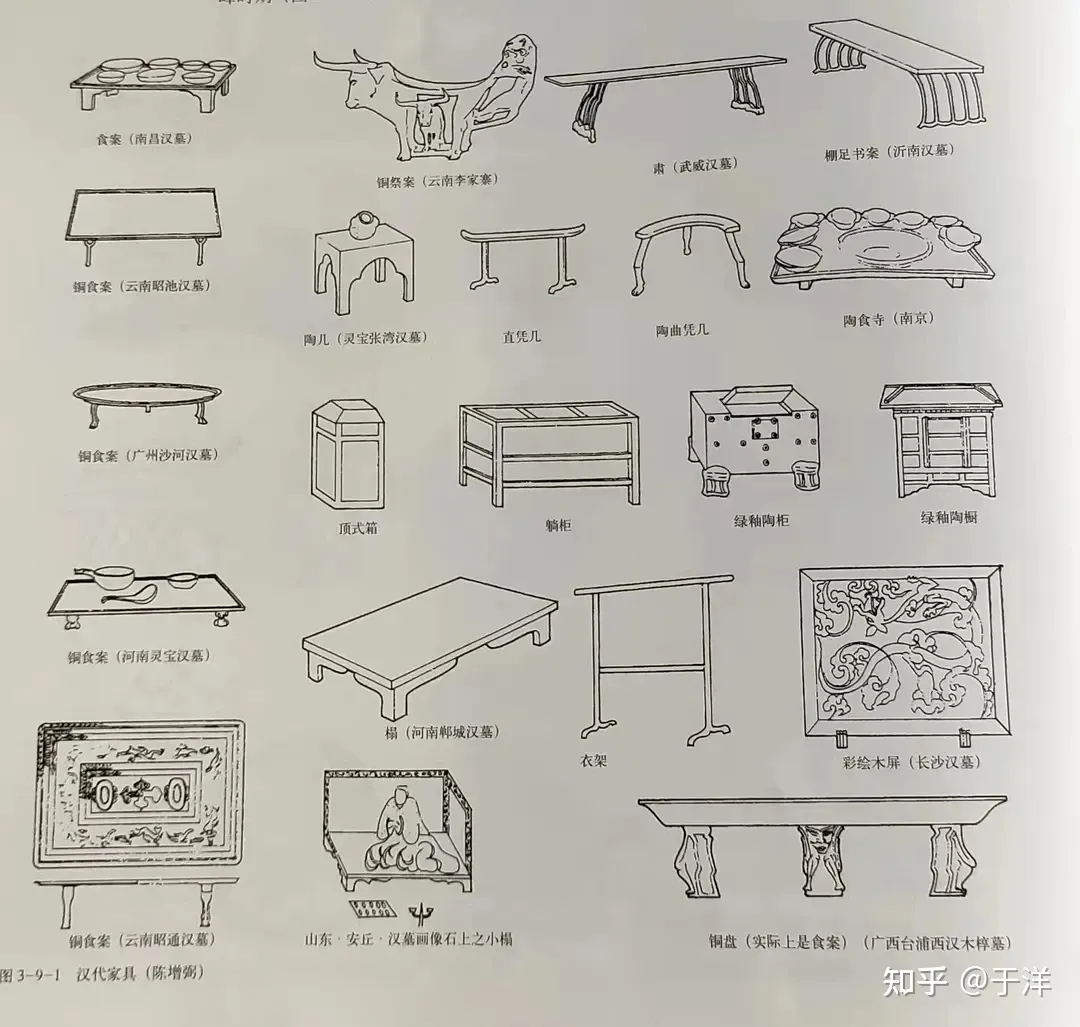 食案（南昌汉墓）
铜祭案（云南李家寨）
肃（武威汉墓）
棚足书案（沂南汉墓）
铜食案（云南昭池汉墓）
陶几（灵宝张湾汉墓）
直凭几
陶曲凭几
陶食寺（南京）
铜食案（广州沙河汉墓）
顶式箱
躺柜
绿釉陶柜
绿釉陶橱
铜食案（河南灵宝汉墓）
榻（河南郸城汉墓）
衣架
彩绘木屏（长沙汉墓）
铜食案（云南昭通汉墓）
山东·安丘·汉墓画像石上之小榻
铜盘（实际上是食案）（广西台浦西汉木椁墓）
图 3-9-1 汉代家具（陈增弼）
知乎 @于洋